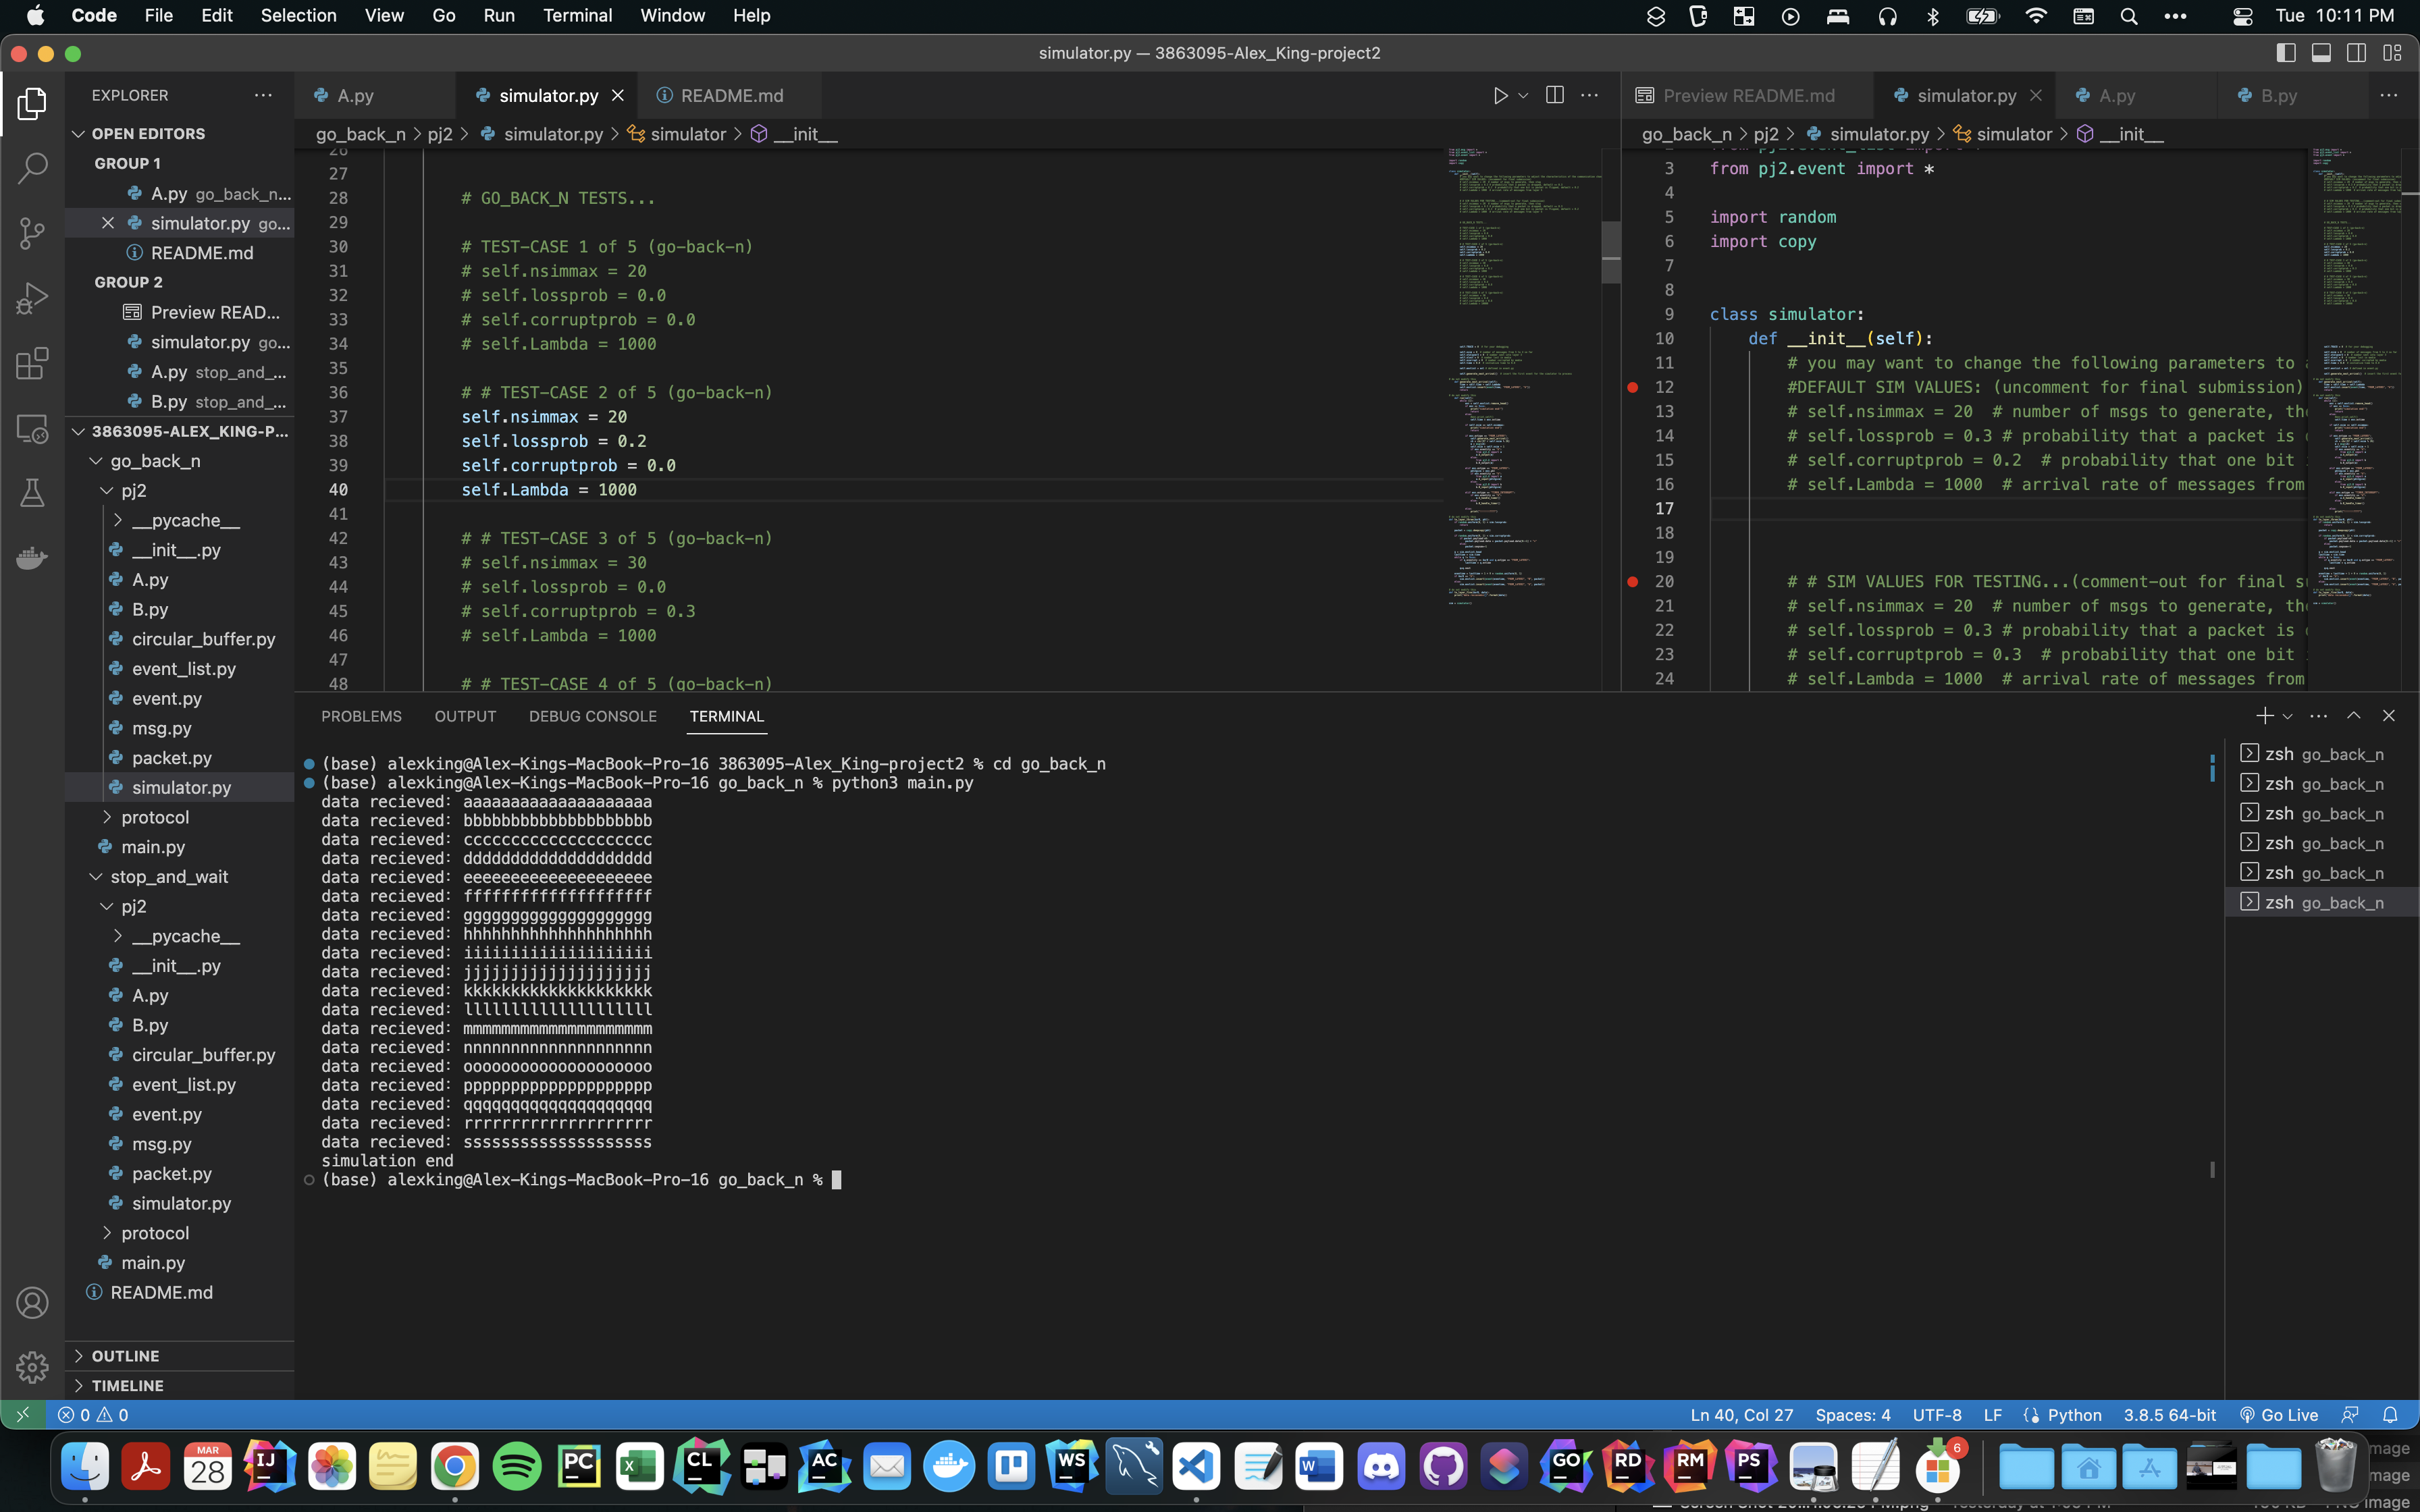 Code File Edit Selection View Go Run Terminal Window Help Tue 10:11 PM
simulator.py — 3863095-Alex_King-project2
EXPLORER
OPEN EDITORS
GROUP 1
A.py go_back_n...
simulator.py go...
README.md
GROUP 2
Preview READ...
simulator.py go...
A.py stop_and_...
B.py stop_and_...
3863095-ALEX_KING-P...
go_back_n
pj2
__pycache__
__init__.py
A.py
B.py
circular_buffer.py
event_list.py
event.py
msg.py
packet.py
simulator.py
protocol
main.py
stop_and_wait
pj2
__pycache__
__init__.py
A.py
B.py
circular_buffer.py
event_list.py
event.py
msg.py
packet.py
simulator.py
protocol
main.py
README.md
OUTLINE
TIMELINE
A.py simulator.py README.md
go_back_n > pj2 > simulator.py > simulator > __init__
26
27
28 # GO_BACK_N TESTS...
29
30 # TEST-CASE 1 of 5 (go-back-n)
31 # self.nsimmax = 20
32 # self.lossprob = 0.0
33 # self.corruptprob = 0.0
34 # self.Lambda = 1000
35
36 # # TEST-CASE 2 of 5 (go-back-n)
37 self.nsimmax = 20
38 self.lossprob = 0.2
39 self.corruptprob = 0.0
40 self.Lambda = 1000
41
42 # # TEST-CASE 3 of 5 (go-back-n)
43 # self.nsimmax = 30
44 # self.lossprob = 0.0
45 # self.corruptprob = 0.3
46 # self.Lambda = 1000
47
48 # # TEST-CASE 4 of 5 (go-back-n)
Preview README.md simulator.py A.py B.py
go_back_n > pj2 > simulator.py > simulator > __init__
3 from pj2.event import *
4
5 import random
6 import copy
7
8
9 class simulator:
10 def __init__(self):
11 # you may want to change the following parameters to
12 #DEFAULT SIM VALUES: (uncomment for final submission)
13 # self.nsimmax = 20 # number of msgs to generate, the
14 # self.lossprob = 0.3 # probability that a packet is
15 # self.corruptprob = 0.2 # probability that one bit
16 # self.Lambda = 1000 # arrival rate of messages from
17
18
19
20 # # SIM VALUES FOR TESTING...(comment-out for final s
21 # self.nsimmax = 20 # number of msgs to generate, the
22 # self.lossprob = 0.3 # probability that a packet is
23 # self.corruptprob = 0.3 # probability that one bit
24 # self.Lambda = 1000 # arrival rate of messages from
PROBLEMS OUTPUT DEBUG CONSOLE TERMINAL
(base) alexking@Alex-Kings-MacBook-Pro-16 3863095-Alex_King-project2 % cd go_back_n
(base) alexking@Alex-Kings-MacBook-Pro-16 go_back_n % python3 main.py
data recieved: aaaaaaaaaaaaaaaaaaaa
data recieved: bbbbbbbbbbbbbbbbbbbb
data recieved: cccccccccccccccccccc
data recieved: dddddddddddddddddddd
data recieved: eeeeeeeeeeeeeeeeeeee
data recieved: ffffffffffffffffffff
data recieved: gggggggggggggggggggg
data recieved: hhhhhhhhhhhhhhhhhhhh
data recieved: iiiiiiiiiiiiiiiiiiii
data recieved: jjjjjjjjjjjjjjjjjjjj
data recieved: kkkkkkkkkkkkkkkkkkkk
data recieved: llllllllllllllllllll
data recieved: mmmmmmmmmmmmmmmmmmmm
data recieved: nnnnnnnnnnnnnnnnnnnn
data recieved: oooooooooooooooooooo
data recieved: pppppppppppppppppppp
data recieved: qqqqqqqqqqqqqqqqqqqq
data recieved: rrrrrrrrrrrrrrrrrrrr
data recieved: ssssssssssssssssssss
simulation end
(base) alexking@Alex-Kings-MacBook-Pro-16 go_back_n %
zsh go_back_n
zsh go_back_n
zsh go_back_n
zsh go_back_n
zsh go_back_n
zsh go_back_n
0 0 Ln 40, Col 27 Spaces: 4 UTF-8 LF Python 3.8.5 64-bit Go Live
MAR 28 IJ PC X CL AC WS W GO RD RM PS 6